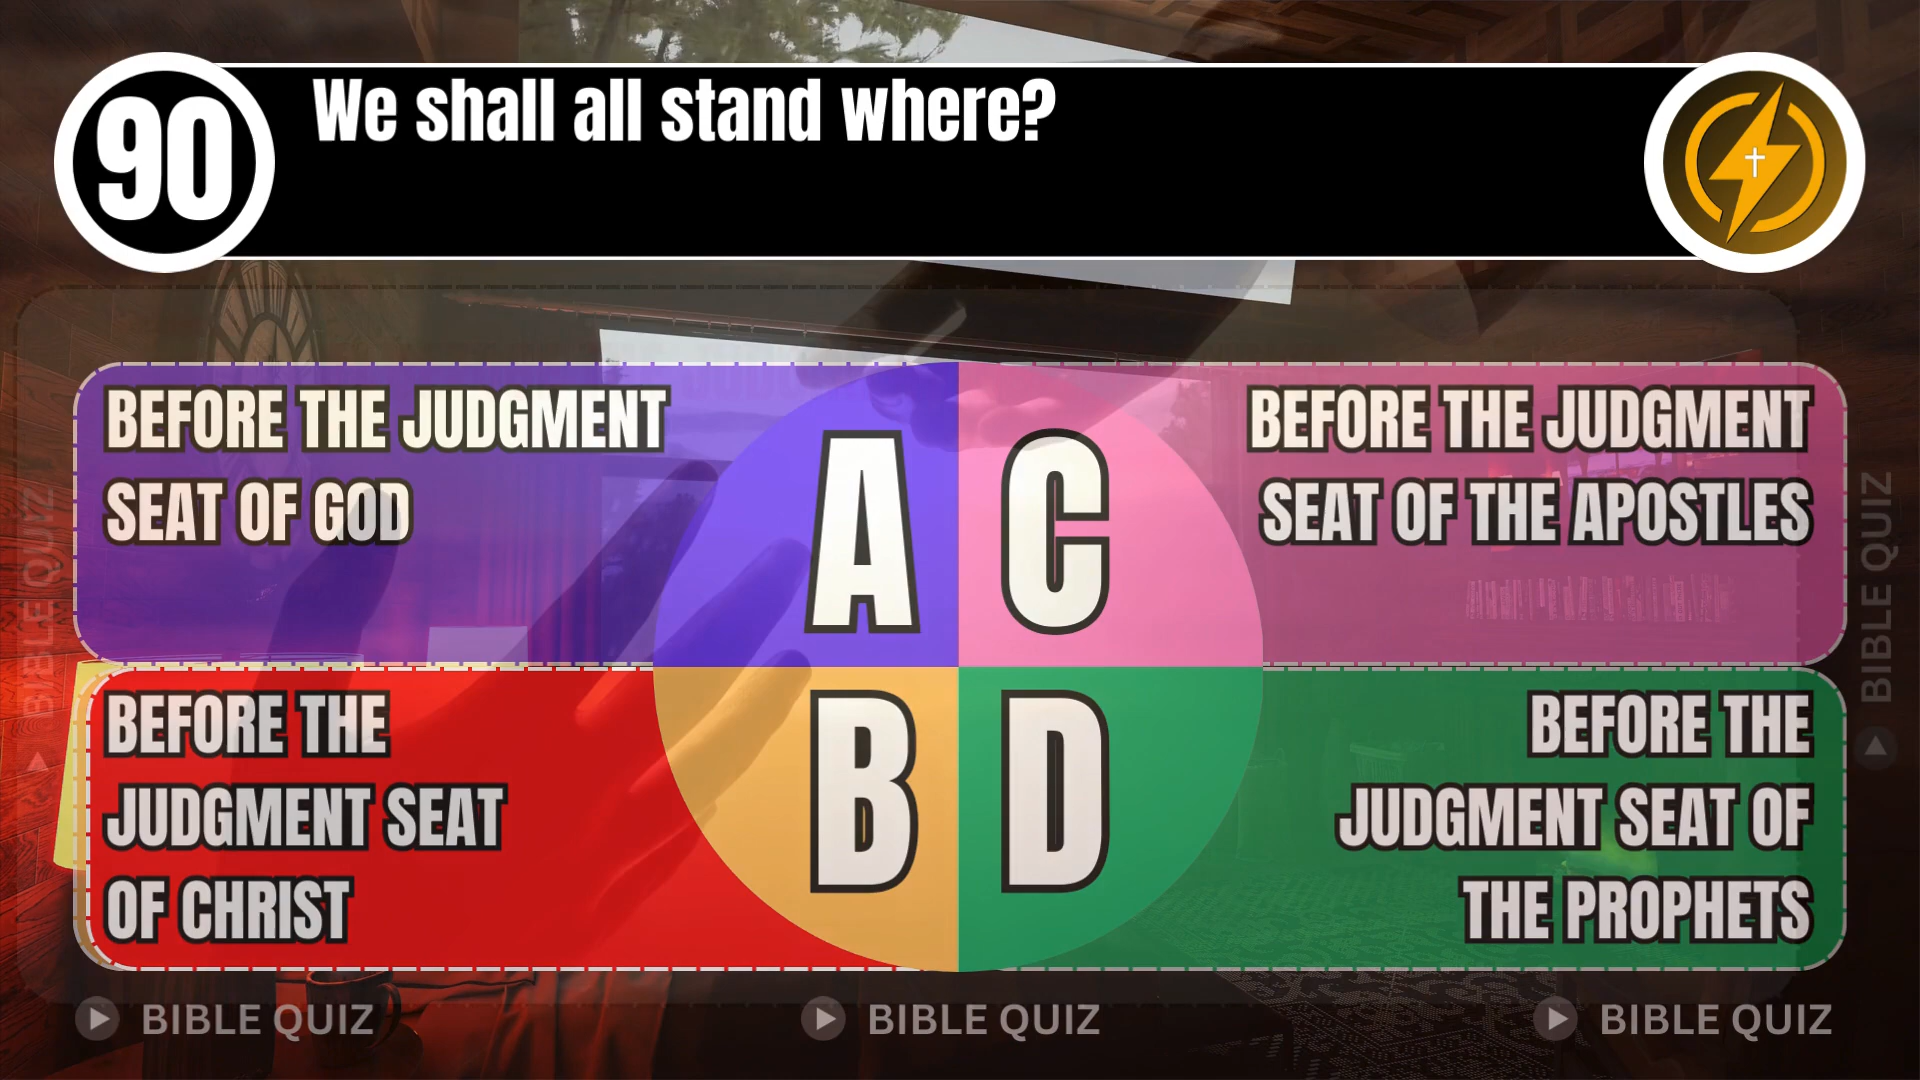 90
We shall all stand where?
BEFORE THE JUDGMENT
SEAT OF GOD
A
C
BEFORE THE JUDGMENT
SEAT OF THE APOSTLES
BEFORE THE
JUDGMENT SEAT
OF CHRIST
B
D
BEFORE THE
JUDGMENT SEAT OF
THE PROPHETS
BIBLE QUIZ
BIBLE QUIZ
BIBLE QUIZ
BIBLE QUIZ
BIBLE QUIZ